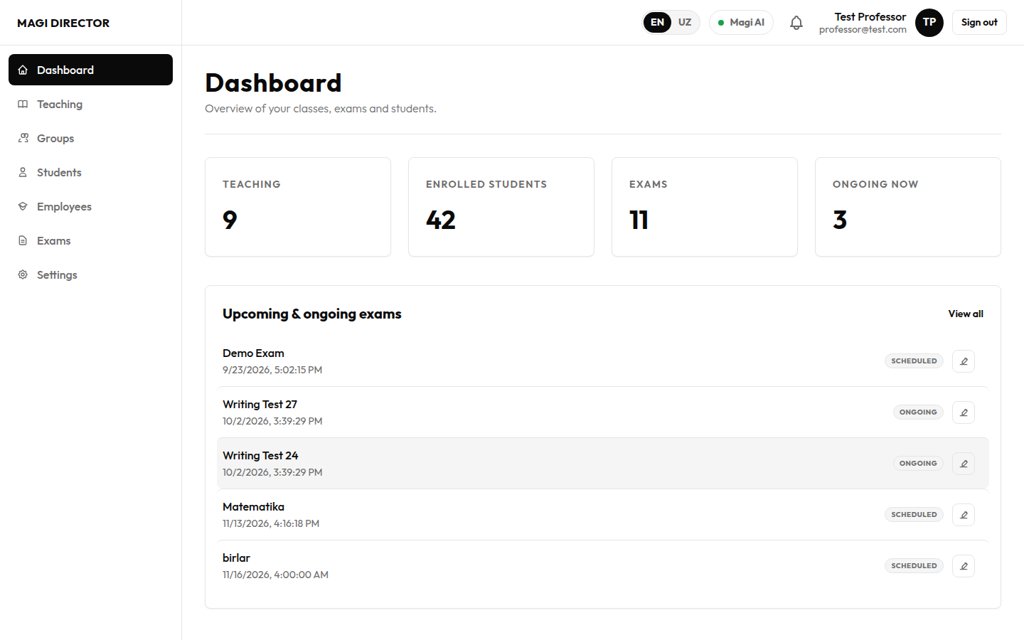 MAGI DIRECTOR
EN UZ
Magi AI
Test Professor
professor@test.com
TP
Sign out
Dashboard
Teaching
Groups
Students
Employees
Exams
Settings
Dashboard
Overview of your classes, exams and students.
TEACHING
9
ENROLLED STUDENTS
42
EXAMS
11
ONGOING NOW
3
Upcoming & ongoing exams
View all
Demo Exam
9/23/2026, 5:02:15 PM
SCHEDULED
Writing Test 27
10/2/2026, 3:39:29 PM
ONGOING
Writing Test 24
10/2/2026, 3:39:29 PM
ONGOING
Matematika
11/13/2026, 4:16:18 PM
SCHEDULED
birlar
11/16/2026, 4:00:00 AM
SCHEDULED